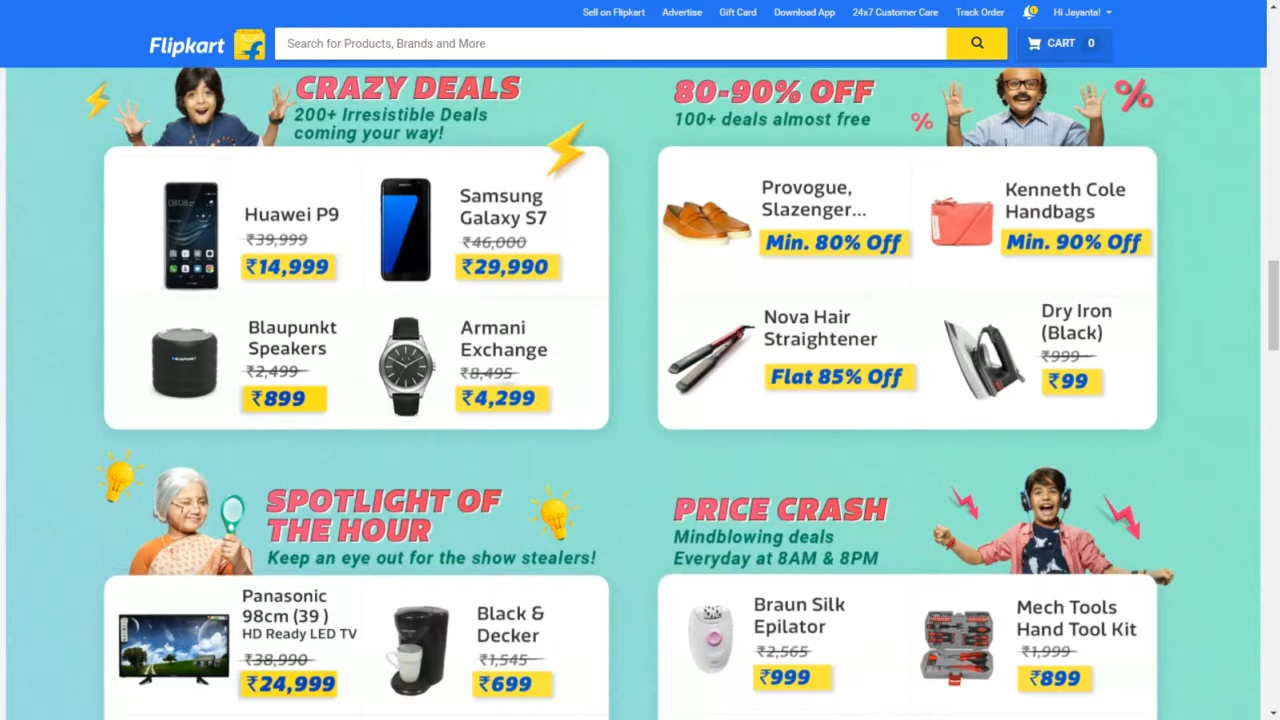 Sell on Flipkart Advertise Gift Card Download App 24x7 Customer Care Track Order Hi Jayanta!
Flipkart
Search for Products, Brands and More
CART 0
CRAZY DEALS
200+ Irresistible Deals
coming your way!
Huawei P9
₹39,999
₹14,999
Samsung
Galaxy S7
₹46,000
₹29,990
Blaupunkt
Speakers
₹2,499
₹899
Armani
Exchange
₹8,495
₹4,299
80-90% OFF
100+ deals almost free
Provogue,
Slazenger...
Min. 80% Off
Kenneth Cole
Handbags
Min. 90% Off
Nova Hair
Straightener
Flat 85% Off
Dry Iron
(Black)
₹999
₹99
SPOTLIGHT OF
THE HOUR
Keep an eye out for the show stealers!
Panasonic
98cm (39 )
HD Ready LED TV
₹38,990
₹24,999
Black &
Decker
₹1,545
₹699
PRICE CRASH
Mindblowing deals
Everyday at 8AM & 8PM
Braun Silk
Epilator
₹2,565
₹999
Mech Tools
Hand Tool Kit
₹1,999
₹899